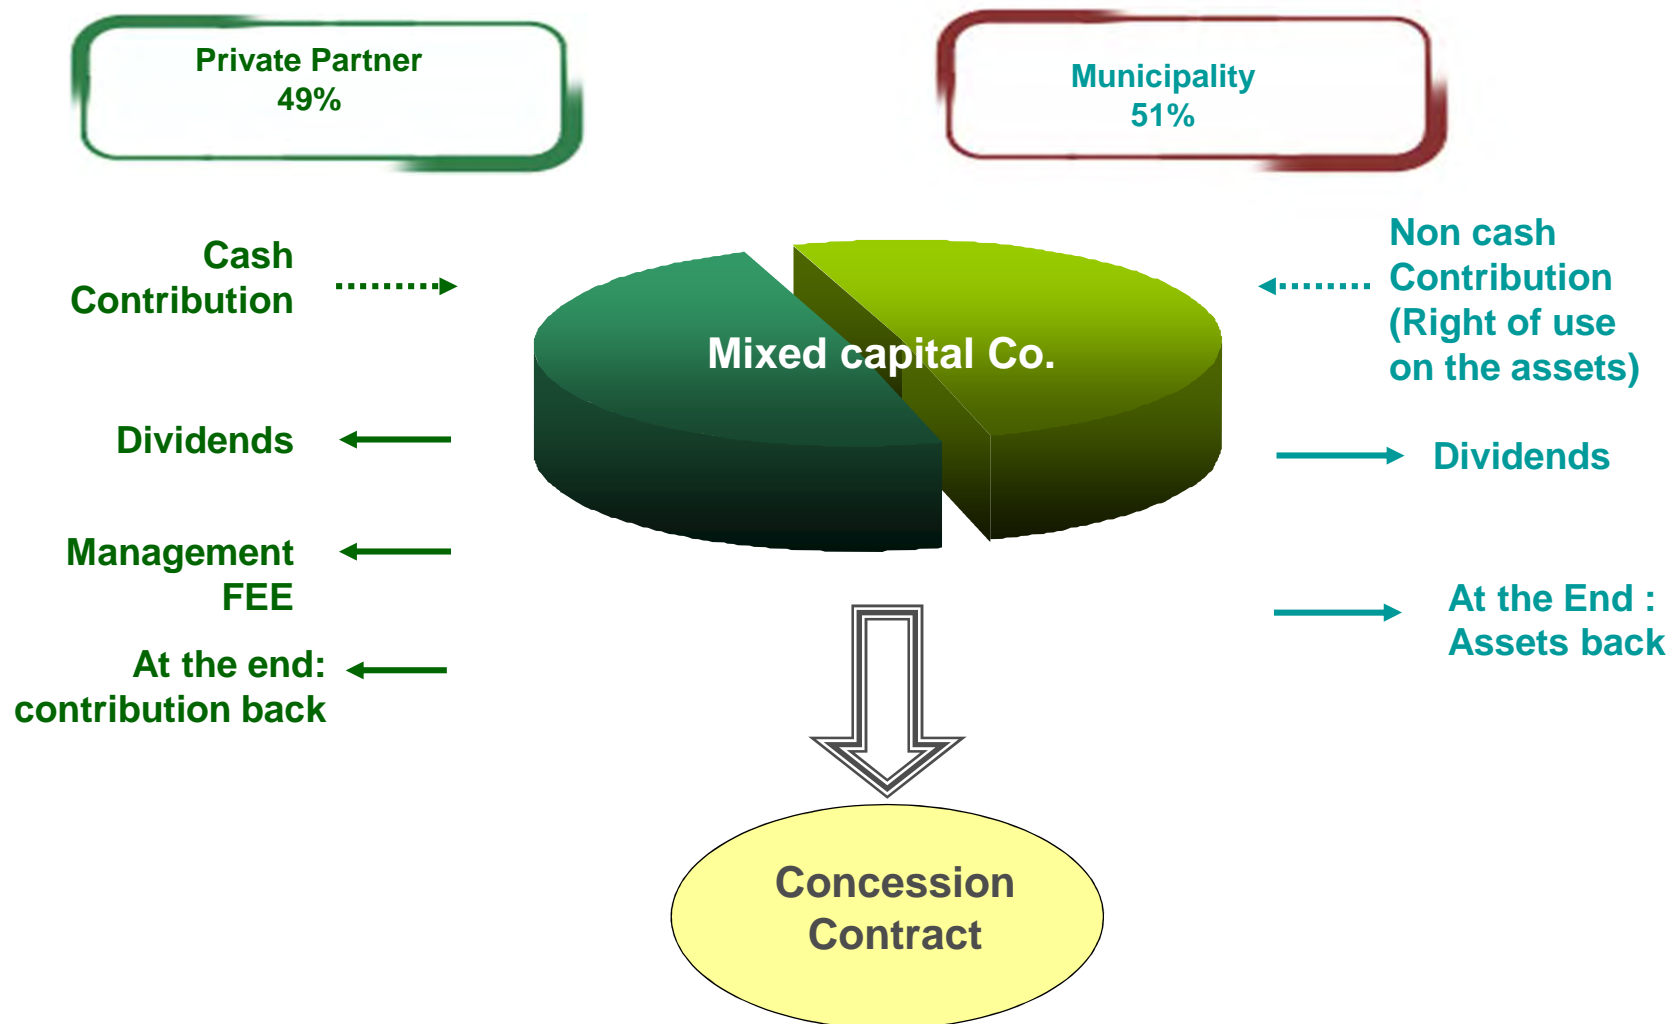 Private Partner
49%
Municipality
51%
Cash
Contribution
Non cash
Contribution
(Right of use
on the assets)
Mixed capital Co.
Dividends
Dividends
Management
FEE
At the End :
Assets back
At the end:
contribution back
Concession
Contract